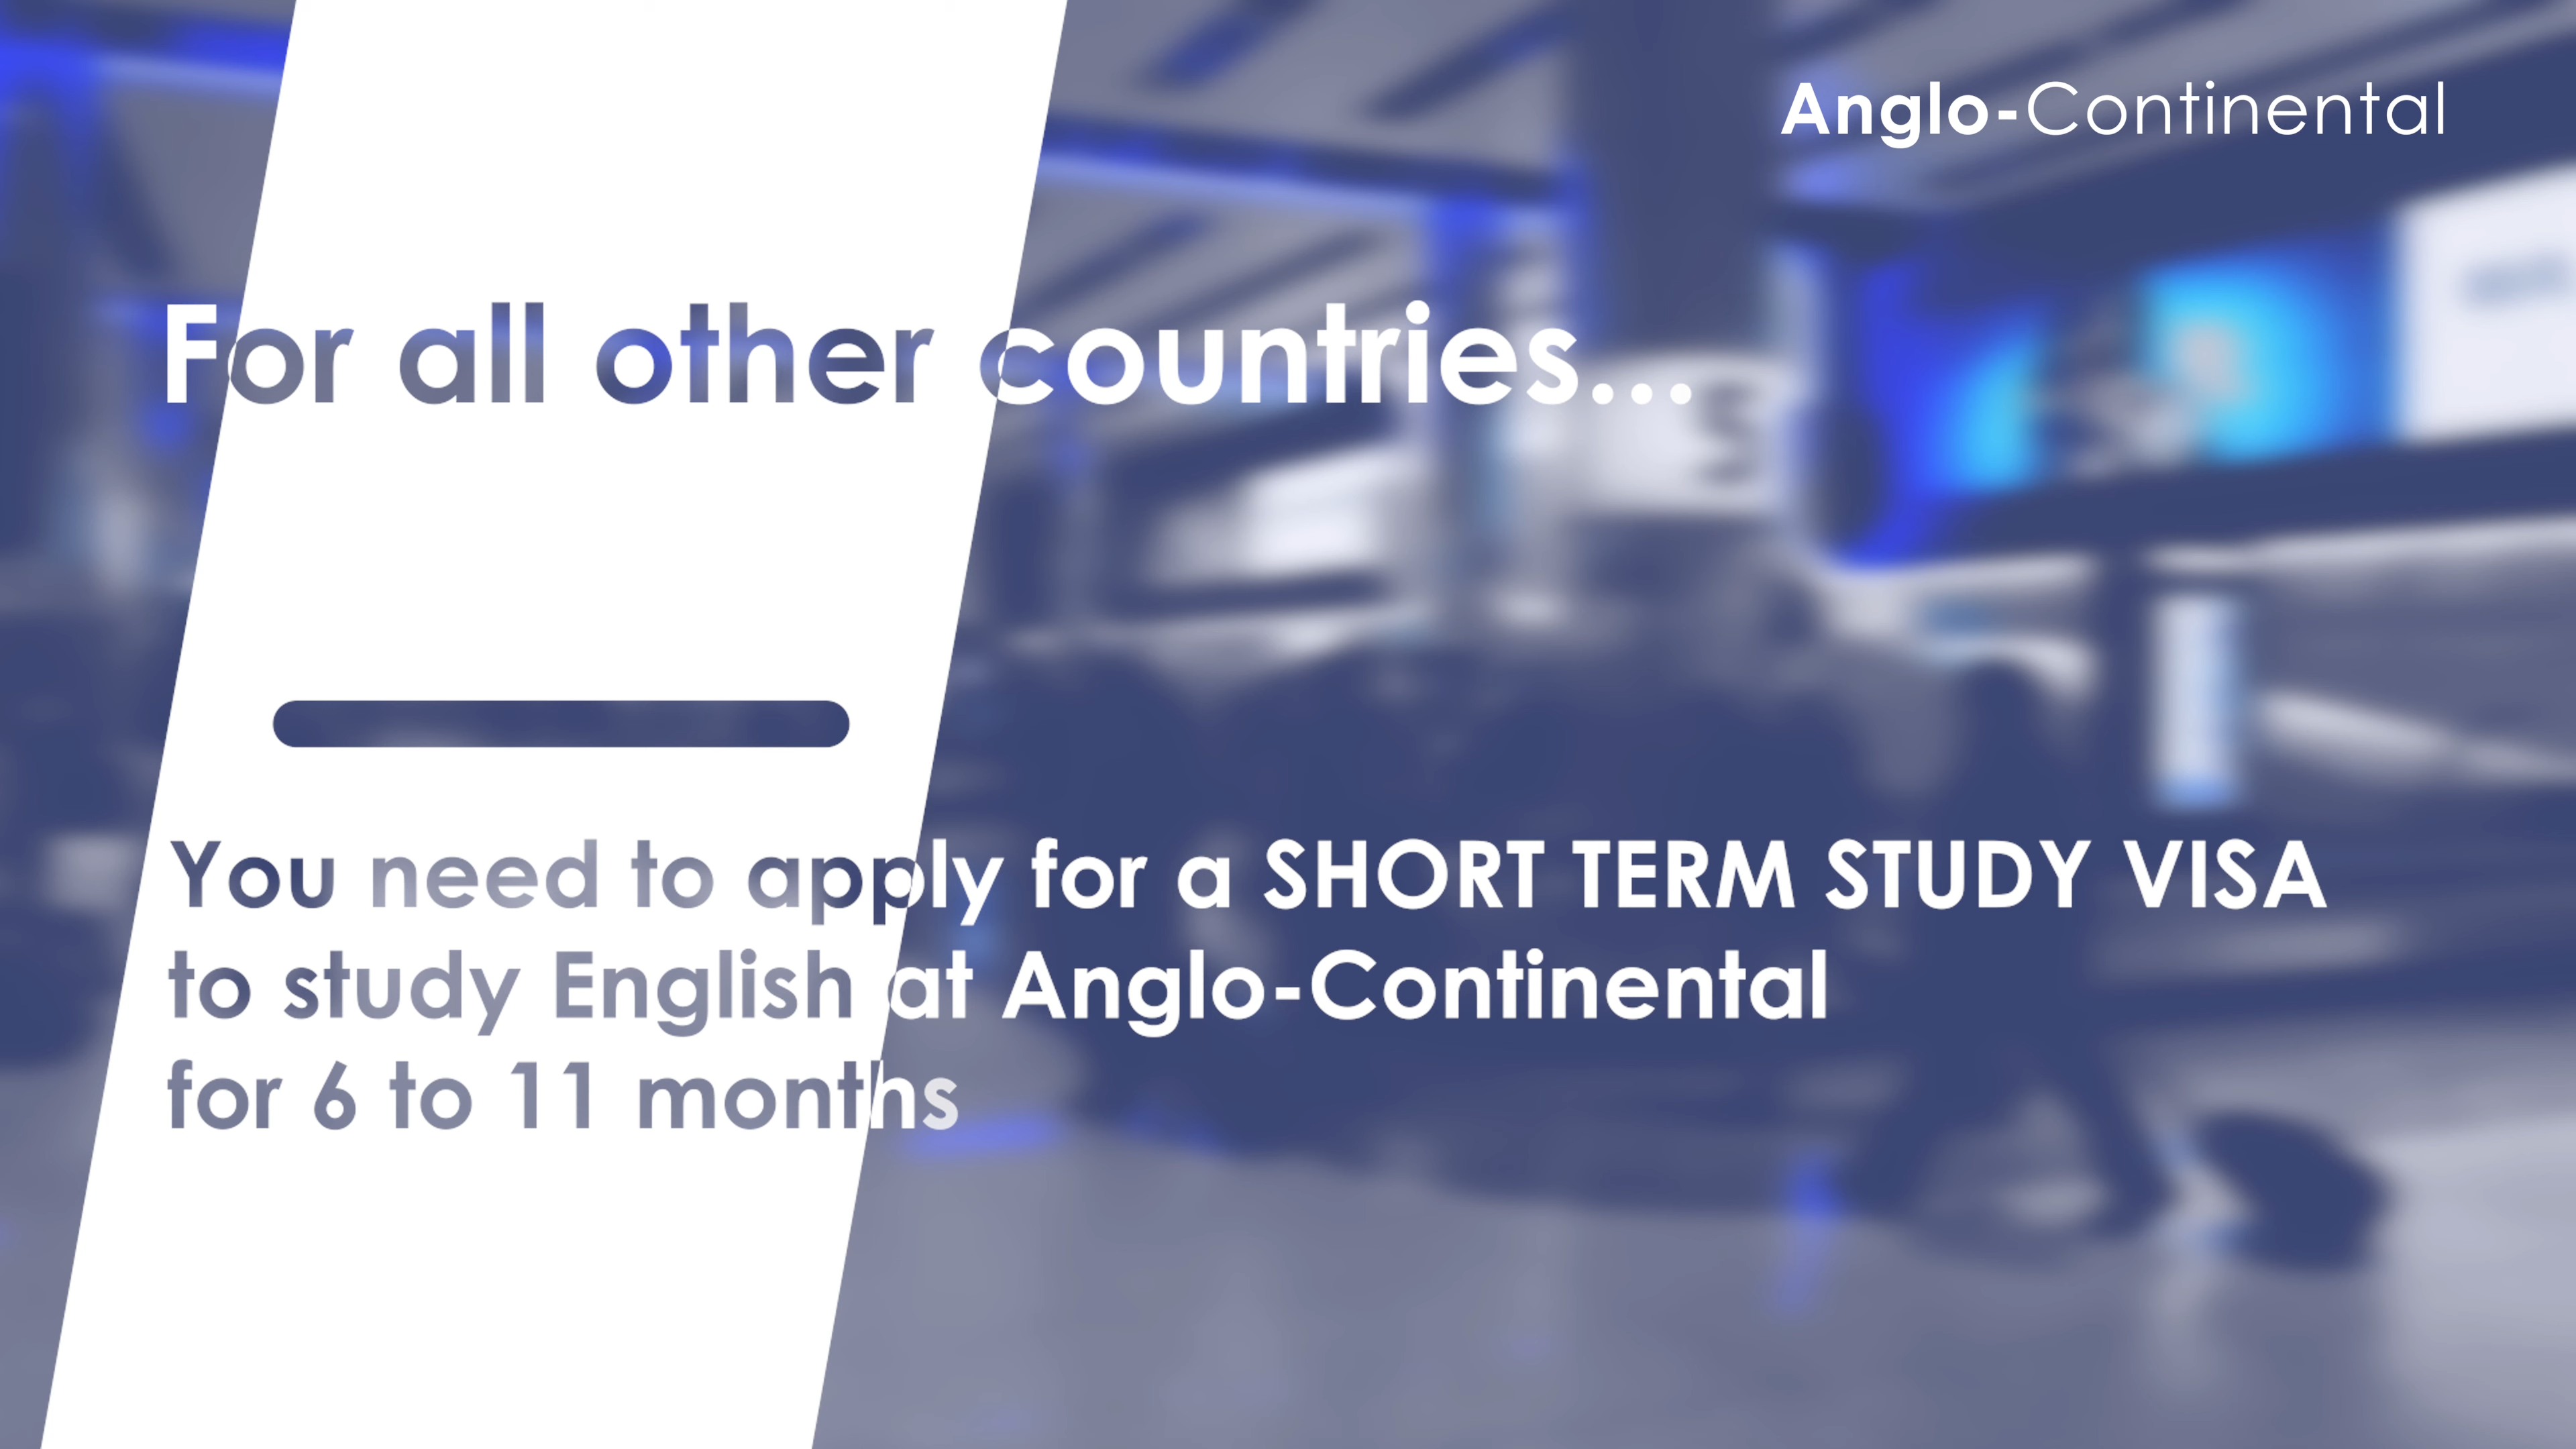 Anglo-Continental
For all other countries...
You need to apply for a SHORT TERM STUDY VISA
to study English at Anglo-Continental
for 6 to 11 months